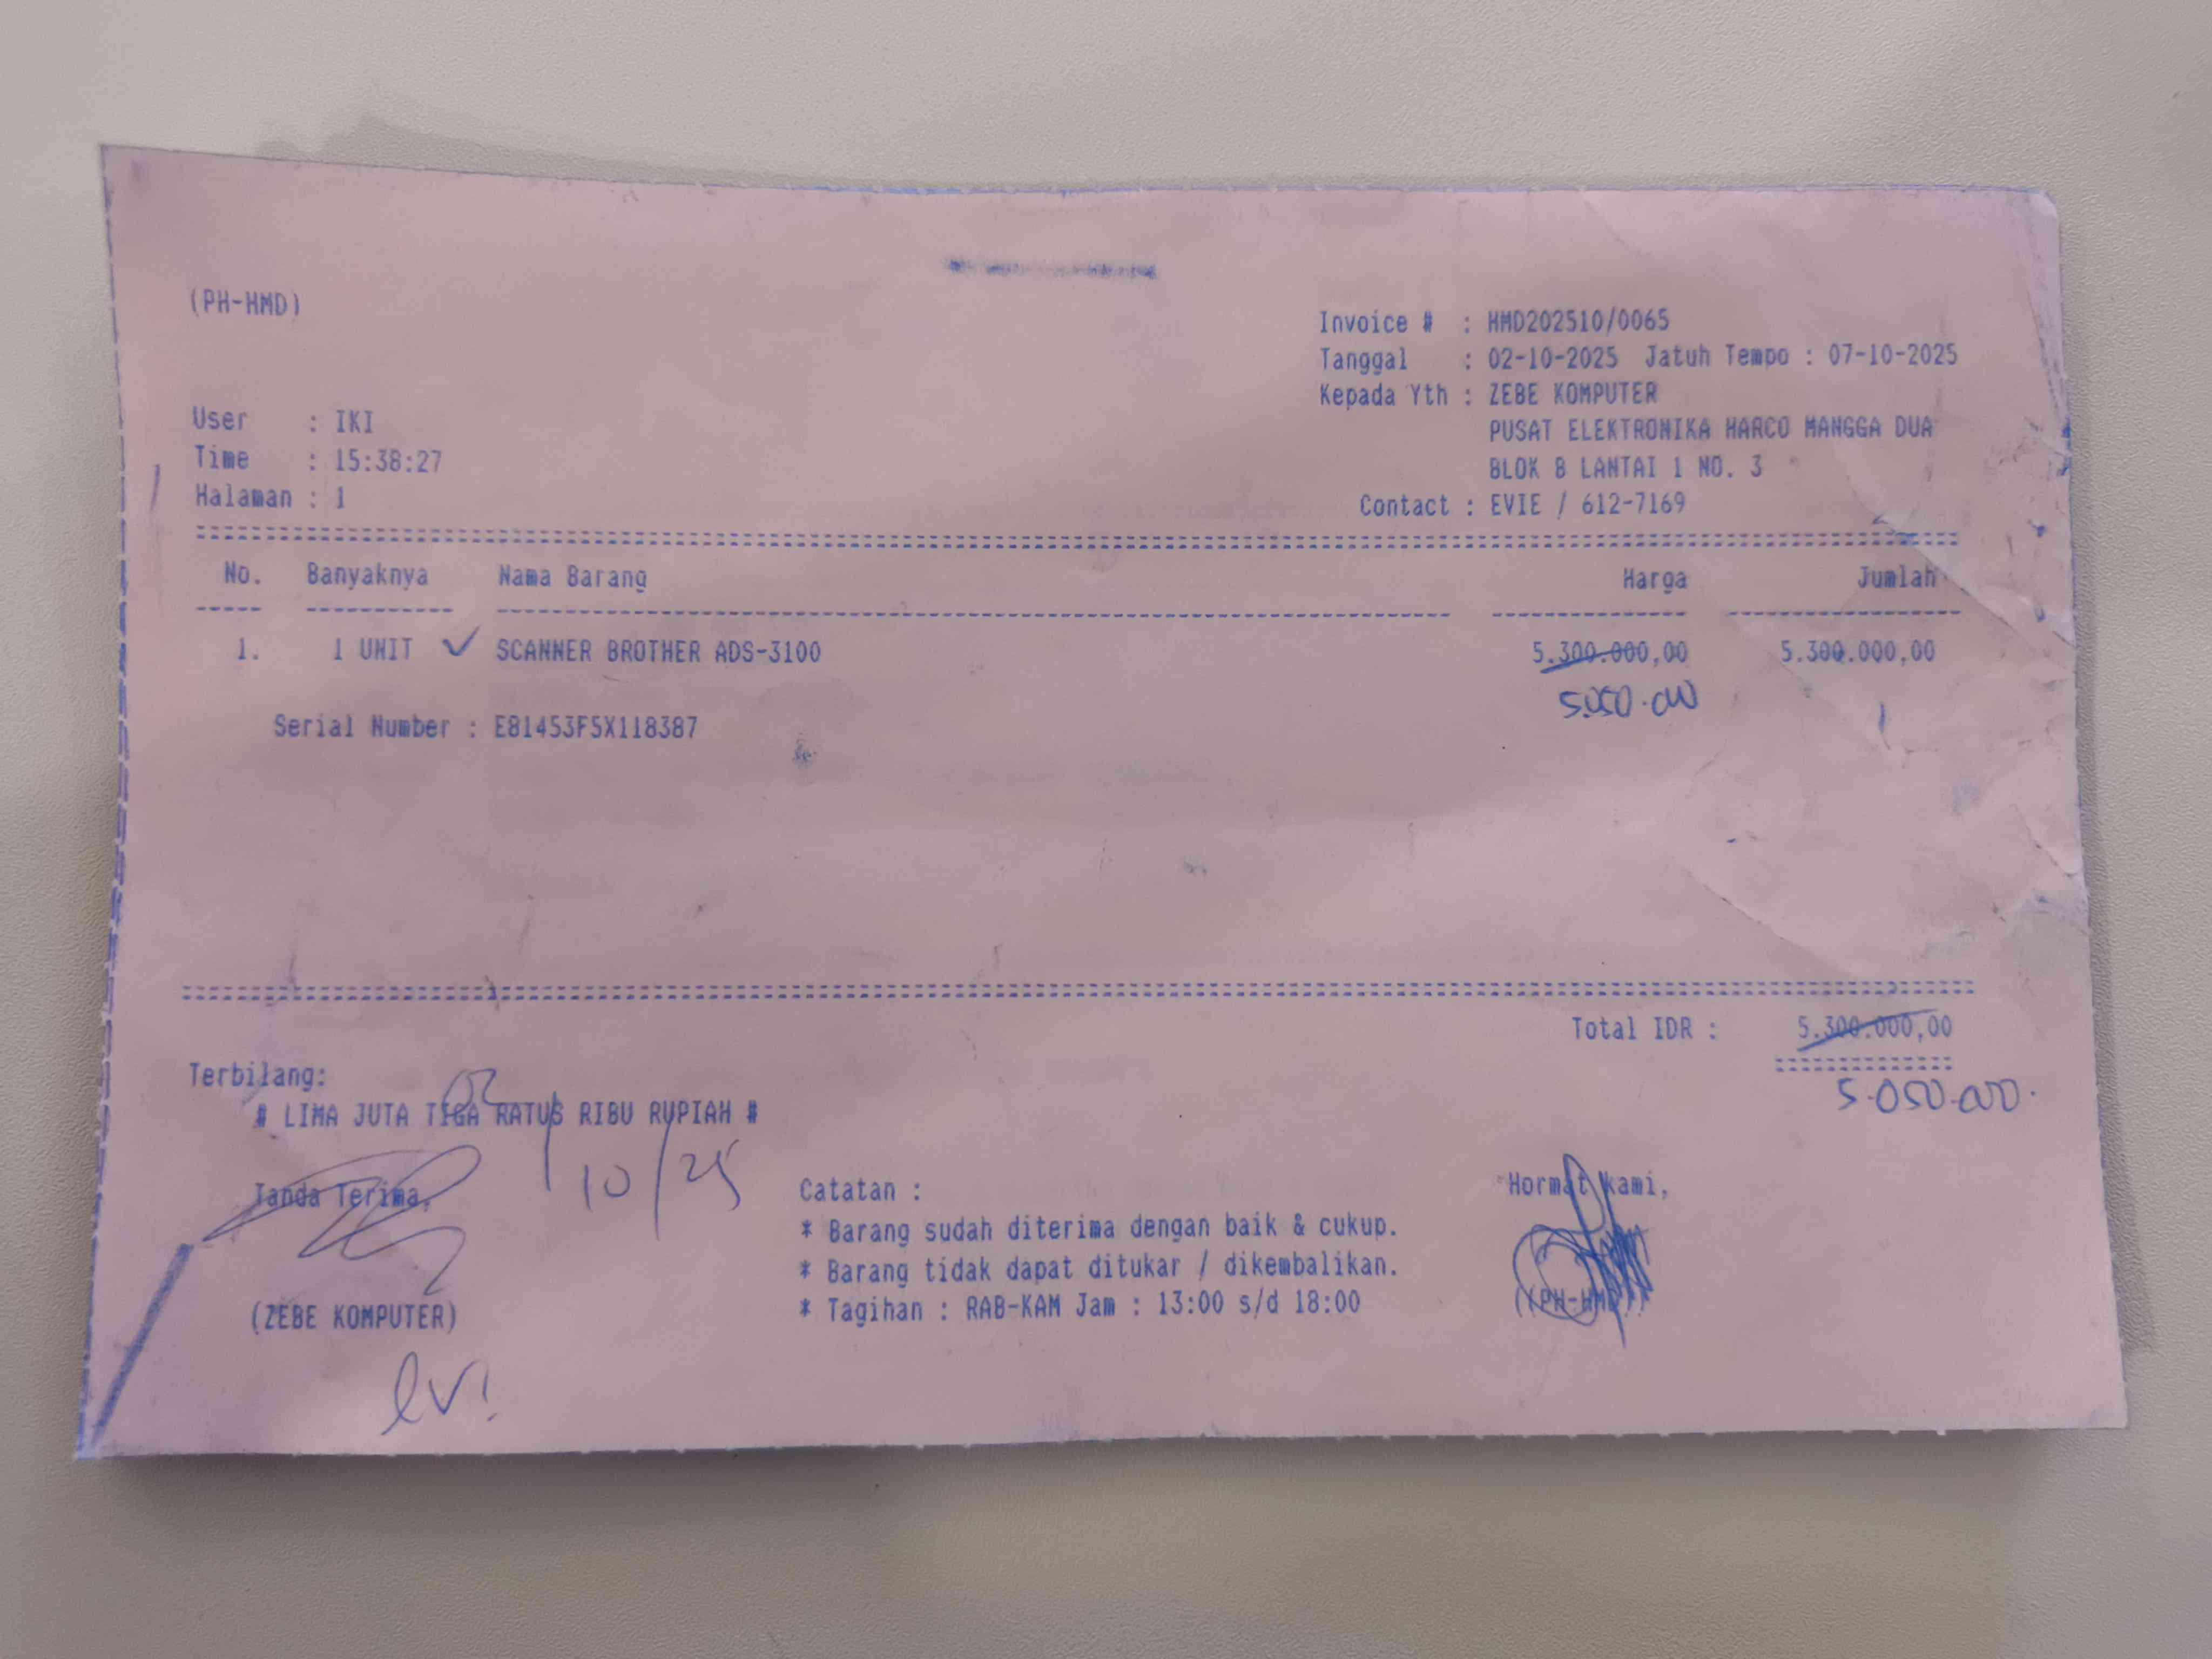 (PH-HMD)
Invoice # : HMD202510/0065
Tanggal : 02-10-2025 Jatuh Tempo : 07-10-2025
Kepada Yth : ZEBE KOMPUTER
PUSAT ELEKTRONIKA HARCO MANGGA DUA
BLOK B LANTAI 1 NO. 3
Contact : EVIE / 612-7169
User : IKI
Time : 15:38:27
Halaman : 1
No. Banyaknya Nama Barang Harga Jumlah
1. 1 UNIT ✓ SCANNER BROTHER ADS-3100 5.300.000,00 5.300.000,00
5.050.000
Serial Number : E81453F5X118387
Total IDR : 5.300.000,00
5.050.000.
Terbilang:
# LIMA JUTA TIGA RATUS RIBU RUPIAH #
02/10/25
Tanda Terima,
(ZEBE KOMPUTER)
evi
Catatan :
* Barang sudah diterima dengan baik & cukup.
* Barang tidak dapat ditukar / dikembalikan.
* Tagihan : RAB-KAM Jam : 13:00 s/d 18:00
Hormat kami,
(PH-HMD)